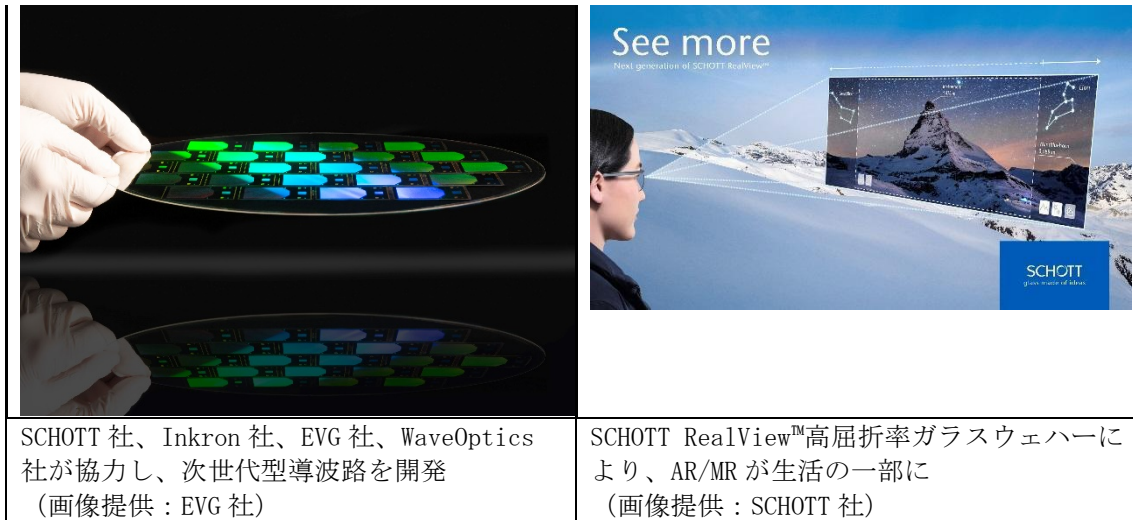 See more
Next generation of SCHOTT RealView™
SCHOTT
glass made of ideas
SCHOTT 社、Inkron 社、EVG 社、WaveOptics
社が協力し、次世代型導波路を開発
（画像提供：EVG 社）
SCHOTT RealView™高屈折率ガラスウェハーに
より、AR/MR が生活の一部に
（画像提供：SCHOTT 社）